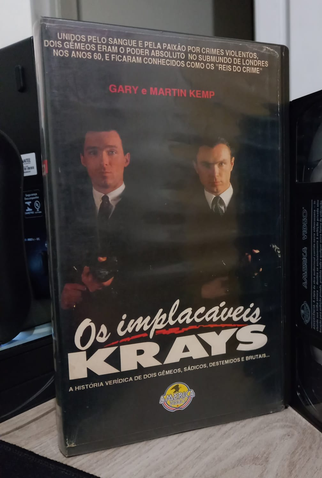 UNIDOS PELO SANGUE E PELA PAIXÃO POR CRIMES VIOLENTOS
DOIS GÊMEOS ERAM O PODER ABSOLUTO NO SUBMUNDO DE LONDRES
NOS ANOS 60, E FICARAM CONHECIDOS COMO OS "REIS DO CRIME"
GARY e MARTIN KEMP
Os implacáveis
KRAYS
A HISTÓRIA VERÍDICA DE DOIS GÊMEOS, SÁDICOS, DESTEMIDOS E BRUTAIS...